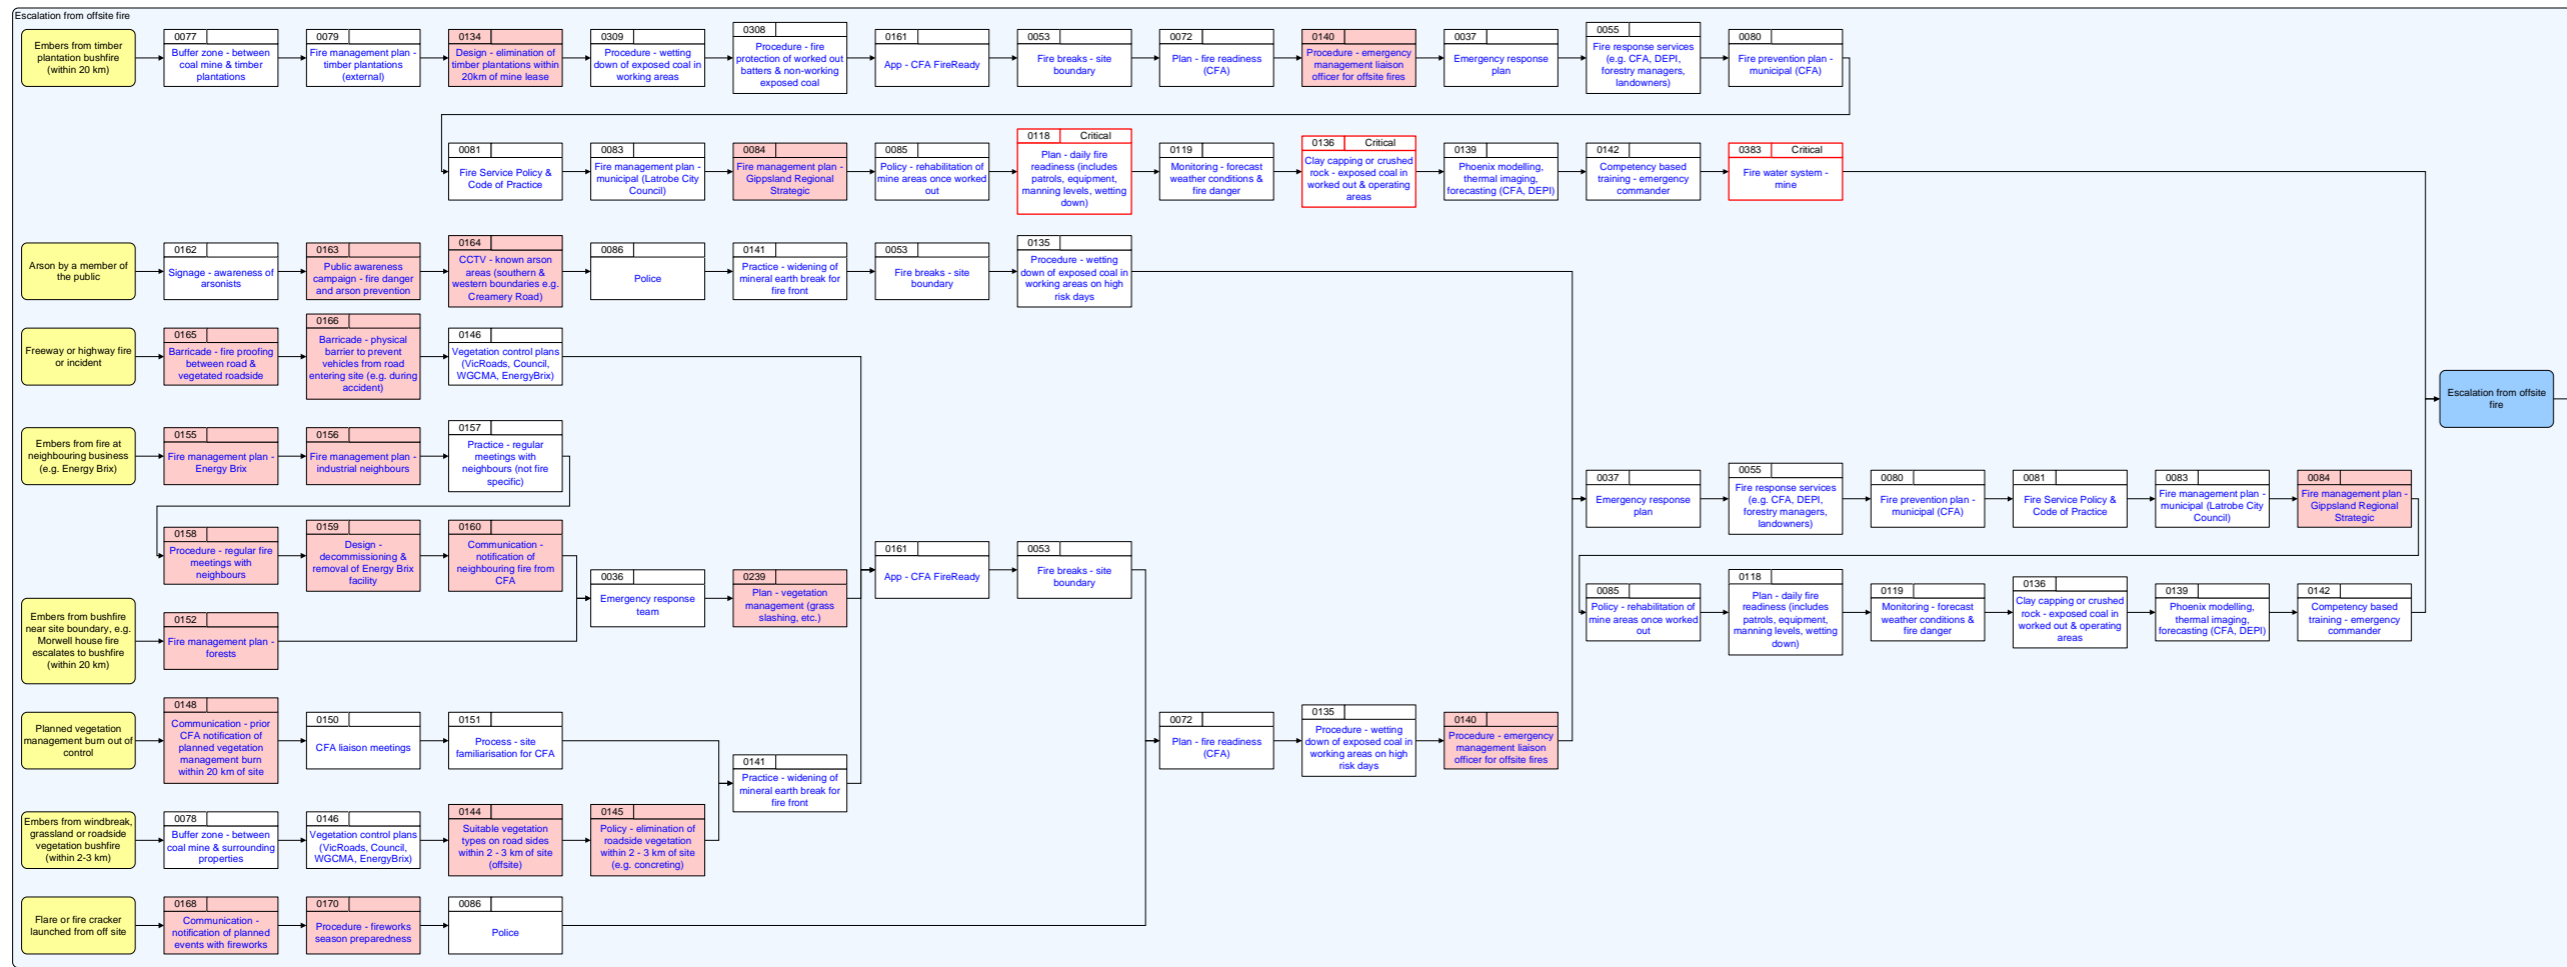 Escalation from offsite fire
Embers from timber
plantation bushfire
(within 20 km)
0077
Buffer zone - between
coal mine & timber
plantations
0079
Fire management plan -
timber plantations
(external)
0134
Design - elimination of
timber plantations within
20km of mine lease
0309
Procedure - wetting
down of exposed coal in
working areas
0308
Procedure - fire
protection of worked out
batters & non-working
exposed coal
0161
App - CFA FireReady
0053
Fire breaks - site
boundary
0072
Plan - fire readiness
(CFA)
0140
Procedure - emergency
management liaison
officer for offsite fires
0037
Emergency response
plan
0055
Fire response services
(e.g. CFA, DEPI,
forestry managers,
landowners)
0080
Fire prevention plan -
municipal (CFA)
0081
Fire Service Policy &
Code of Practice
0083
Fire management plan -
municipal (Latrobe City
Council)
0084
Fire management plan -
Gippsland Regional
Strategic
0085
Policy - rehabilitation of
mine areas once worked
out
0118 Critical
Plan - daily fire
readiness (includes
patrols, equipment,
manning levels, wetting
down)
0119
Monitoring - forecast
weather conditions &
fire danger
0136 Critical
Clay capping or crushed
rock - exposed coal in
worked out & operating
areas
0139
Phoenix modelling,
thermal imaging,
forecasting (CFA, DEPI)
0142
Competency based
training - emergency
commander
0383 Critical
Fire water system -
mine
Arson by a member of
the public
0162
Signage - awareness of
arsonists
0163
Public awareness
campaign - fire danger
and arson prevention
0164
CCTV - known arson
areas (southern &
western boundaries e.g.
Creamery Road)
0086
Police
0141
Practice - widening of
mineral earth break for
fire front
0053
Fire breaks - site
boundary
0135
Procedure - wetting
down of exposed coal in
working areas on high
risk days
Freeway or highway fire
or incident
0165
Barricade - fire proofing
between road &
vegetated roadside
0166
Barricade - physical
barrier to prevent
vehicles from road
entering site (e.g. during
accident)
0146
Vegetation control plans
(VicRoads, Council,
WGCMA, EnergyBrix)
Escalation from offsite
fire
Embers from fire at
neighbouring business
(e.g. Energy Brix)
0155
Fire management plan -
Energy Brix
0156
Fire management plan -
industrial neighbours
0157
Practice - regular
meetings with
neighbours (not fire
specific)
0037
Emergency response
plan
0055
Fire response services
(e.g. CFA, DEPI,
forestry managers,
landowners)
0080
Fire prevention plan -
municipal (CFA)
0081
Fire Service Policy &
Code of Practice
0083
Fire management plan -
municipal (Latrobe City
Council)
0084
Fire management plan -
Gippsland Regional
Strategic
0158
Procedure - regular fire
meetings with
neighbours
0159
Design -
decommissioning &
removal of Energy Brix
facility
0160
Communication -
notification of
neighbouring fire from
CFA
0036
Emergency response
team
0239
Plan - vegetation
management (grass
slashing, etc.)
0161
App - CFA FireReady
0053
Fire breaks - site
boundary
0085
Policy - rehabilitation of
mine areas once worked
out
0118
Plan - daily fire
readiness (includes
patrols, equipment,
manning levels, wetting
down)
0119
Monitoring - forecast
weather conditions &
fire danger
0136
Clay capping or crushed
rock - exposed coal in
worked out & operating
areas
0139
Phoenix modelling,
thermal imaging,
forecasting (CFA, DEPI)
0142
Competency based
training - emergency
commander
Embers from bushfire
near site boundary, e.g.
Morwell house fire
escalates to bushfire
(within 20 km)
0152
Fire management plan -
forests
Planned vegetation
management burn out of
control
0148
Communication - prior
CFA notification of
planned vegetation
management burn
within 20 km of site
0150
CFA liaison meetings
0151
Process - site
familiarisation for CFA
0141
Practice - widening of
mineral earth break for
fire front
0072
Plan - fire readiness
(CFA)
0135
Procedure - wetting
down of exposed coal in
working areas on high
risk days
0140
Procedure - emergency
management liaison
officer for offsite fires
Embers from windbreak,
grassland or roadside
vegetation bushfire
(within 2-3 km)
0078
Buffer zone - between
coal mine & surrounding
properties
0146
Vegetation control plans
(VicRoads, Council,
WGCMA, EnergyBrix)
0144
Suitable vegetation
types on road sides
within 2 - 3 km of site
(offsite)
0145
Policy - elimination of
roadside vegetation
within 2 - 3 km of site
(e.g. concreting)
Flare or fire cracker
launched from off site
0168
Communication -
notification of planned
events with fireworks
0170
Procedure - fireworks
season preparedness
0086
Police